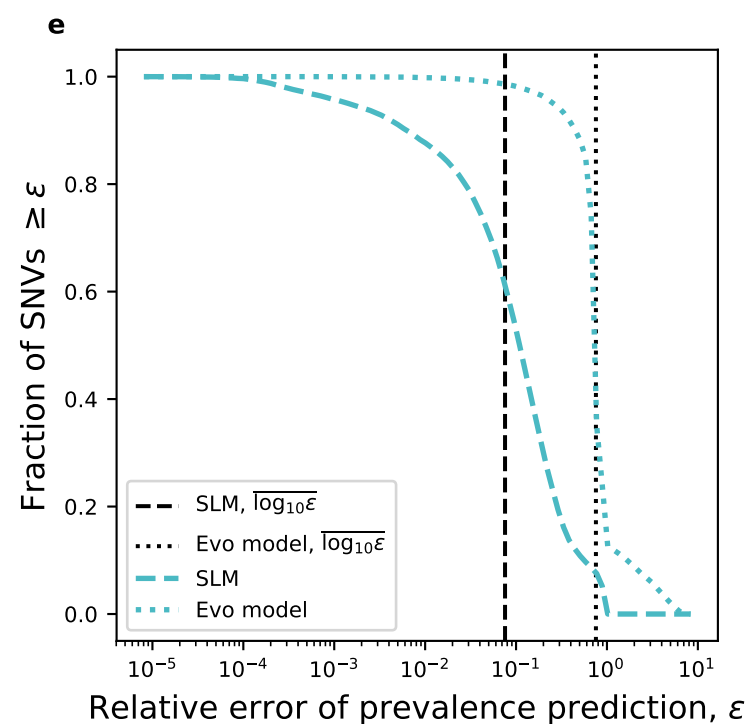 e
Fraction of SNVs ≥ ε
1.0
0.8
0.6
0.4
0.2
0.0
SLM, \overline{log₁₀ε}
Evo model, \overline{log₁₀ε}
SLM
Evo model
10⁻⁵ 10⁻⁴ 10⁻³ 10⁻² 10⁻¹ 10⁰ 10¹
Relative error of prevalence prediction, ε